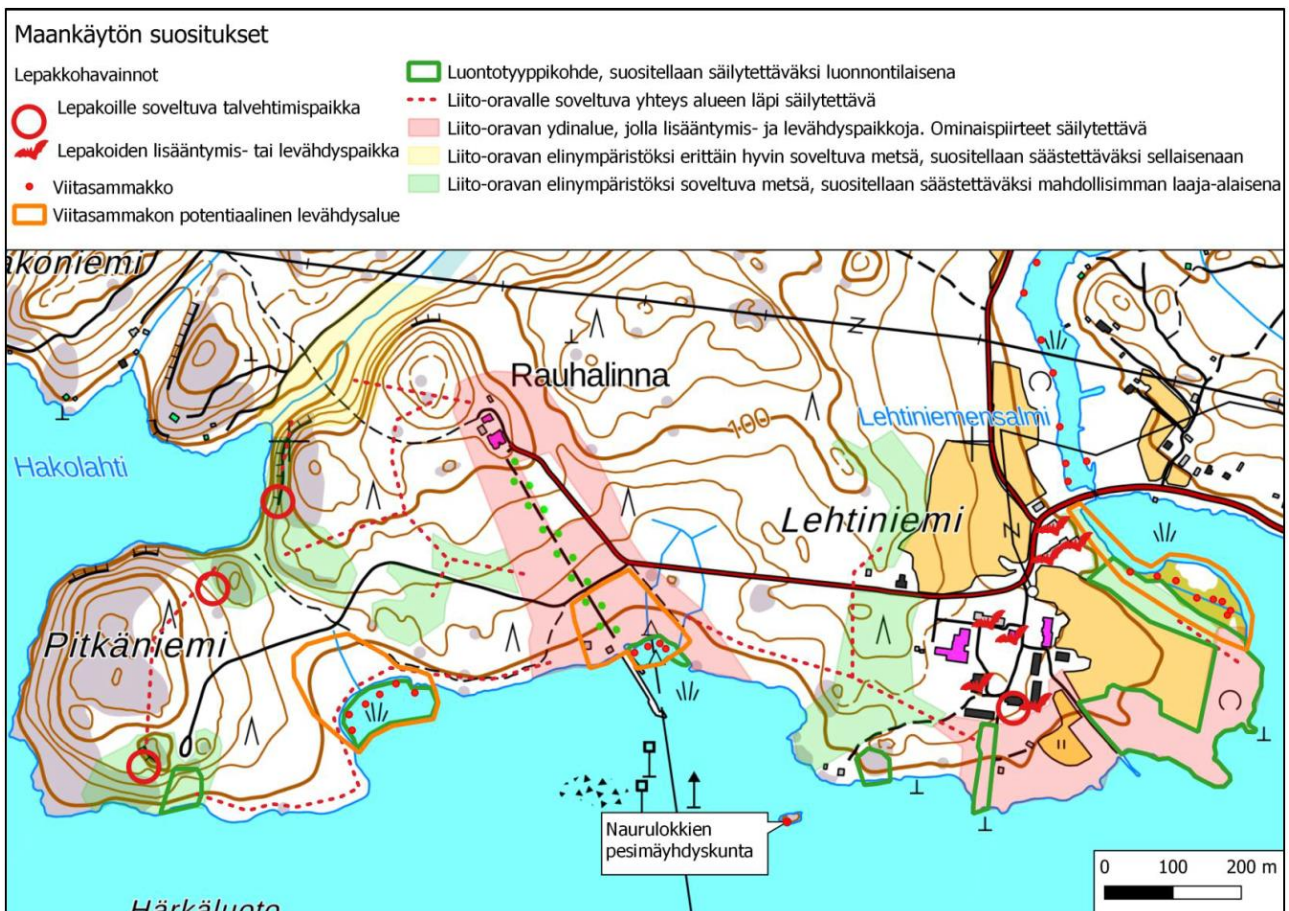 Maankäytön suositukset
Lepakkohavainnot
Lepakoille soveltuva talvehtimispaikka
Lepakoiden lisääntymis- tai levähdyspaikka
Viitasammakko
Viitasammakon potentiaalinen levähdysalue
Luontotyyppikohde, suositellaan säilytettäväksi luonnontilaisena
Liito-oravalle soveltuva yhteys alueen läpi säilytettävä
Liito-oravan ydinalue, jolla lisääntymis- ja levähdyspaikkoja. Ominaispiirteet säilytettävä
Liito-oravan elinympäristöksi erittäin hyvin soveltuva metsä, suositellaan säästettäväksi sellaisenaan
Liito-oravan elinympäristöksi soveltuva metsä, suositellaan säästettäväksi mahdollisimman laaja-alaisena
akoniemi
Z
Rauhalinna
100
Lehtiniemensalmi
Hakolahti
Lehtiniemi
Z
Pitkäniemi
Naurulokkien
pesimäyhdyskunta
0 100 200 m
Härkäluoto